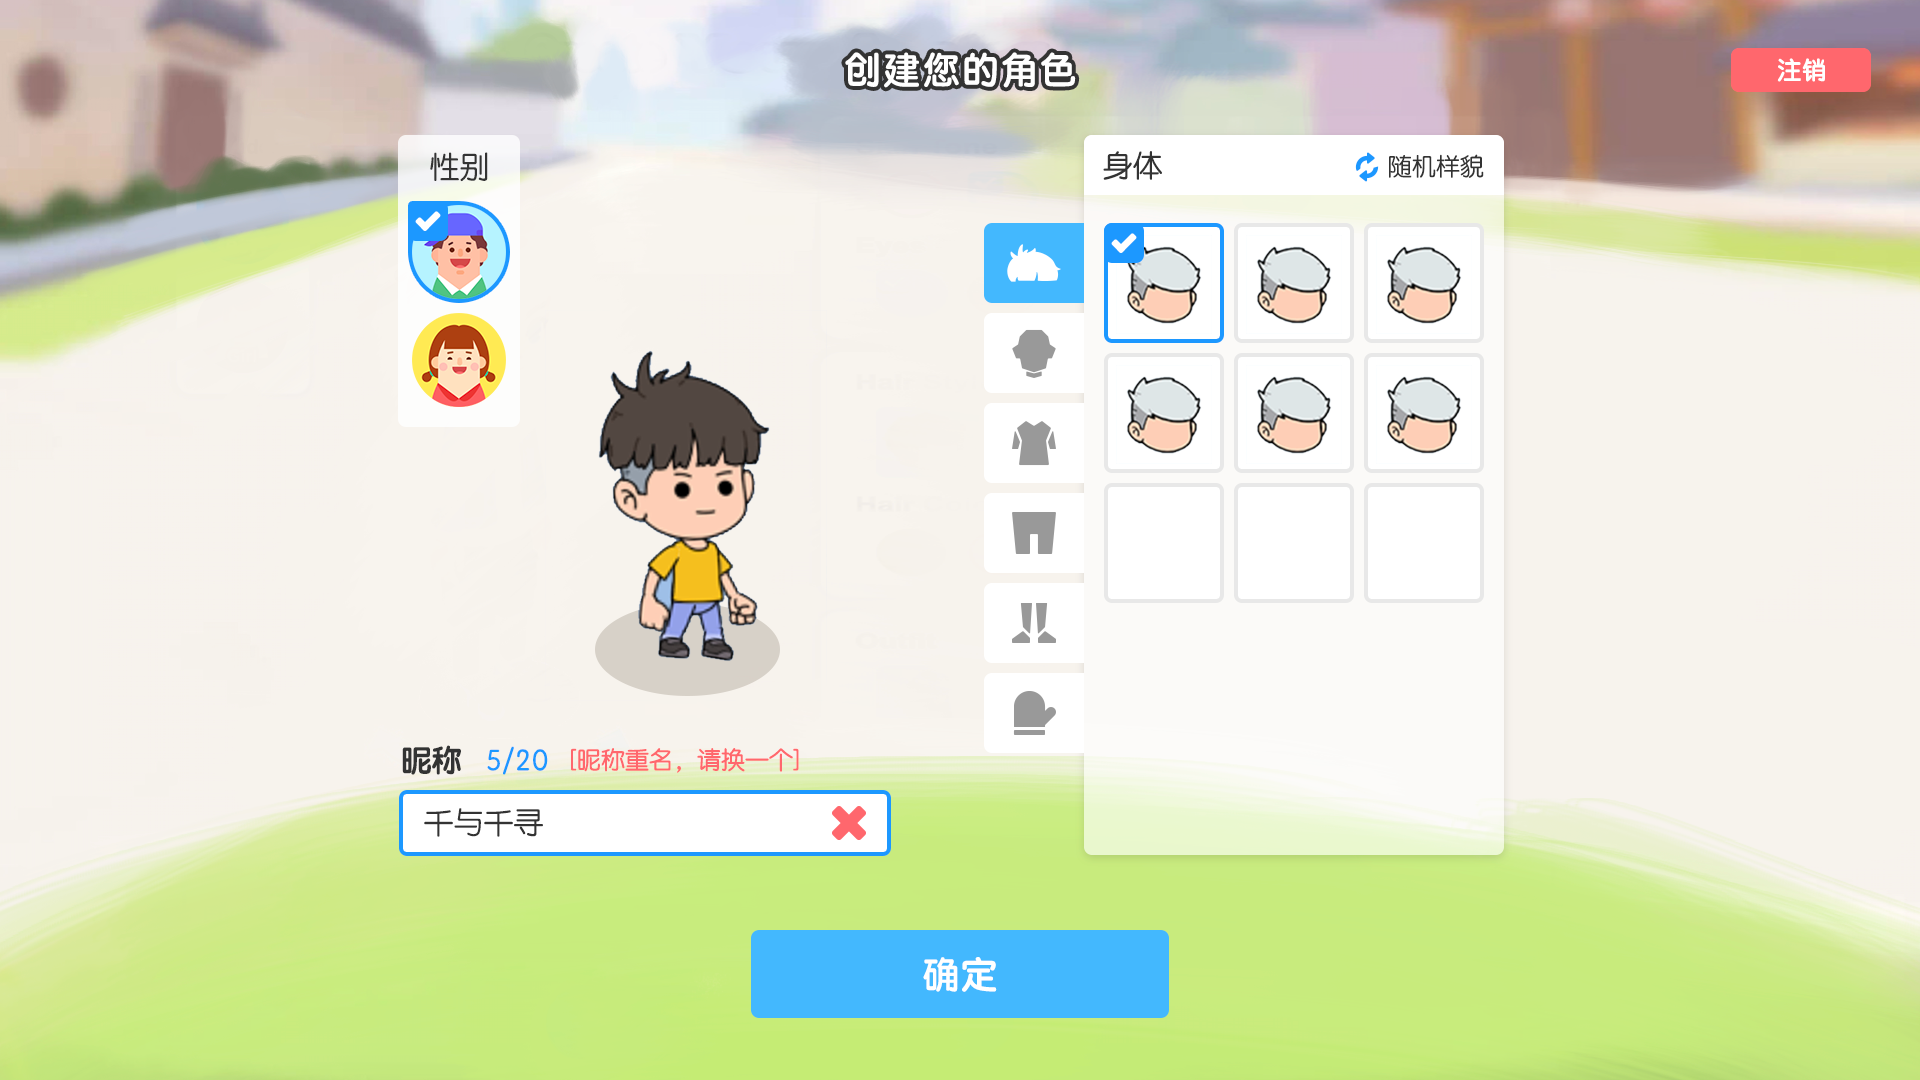 创建您的角色
注销
性别
身体
随机样貌
昵称 5/20 [昵称重名，请换一个]
千与千寻
确定